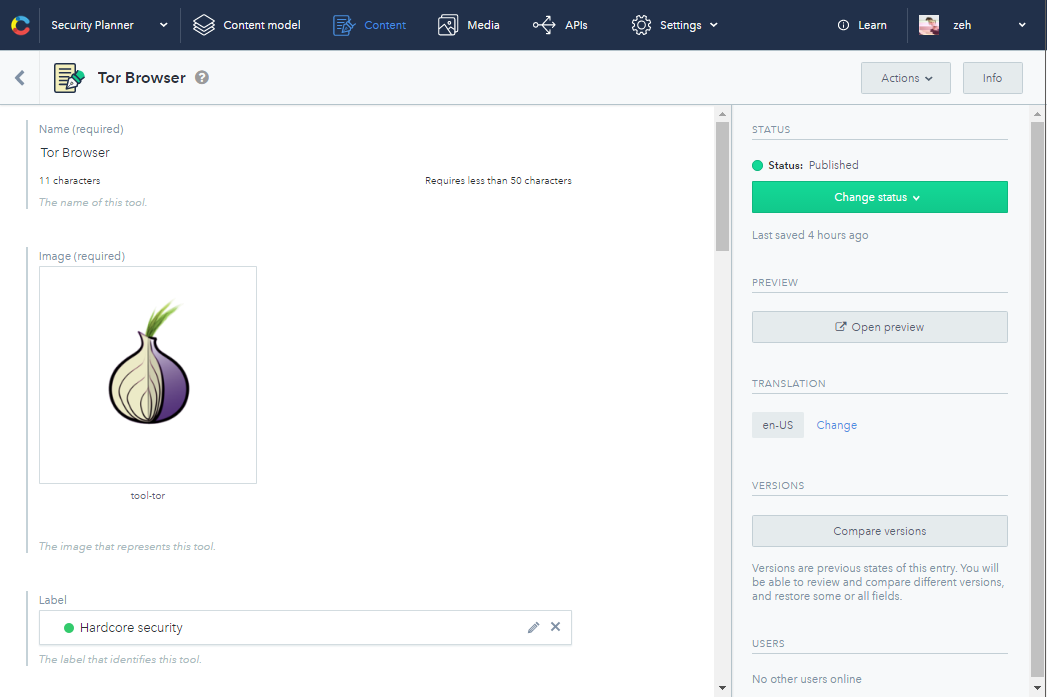 Security Planner
Content model
Content
Media
APIs
Settings
Learn
zeh
Tor Browser ?
Actions
Info
Name (required)
Tor Browser
11 characters
Requires less than 50 characters
The name of this tool.
Image (required)
tool-tor
The image that represents this tool.
Label
Hardcore security
The label that identifies this tool.
STATUS
Status: Published
Change status
Last saved 4 hours ago
PREVIEW
Open preview
TRANSLATION
en-US Change
VERSIONS
Compare versions
Versions are previous states of this entry. You will
be able to review and compare different versions,
and restore some or all fields.
USERS
No other users online